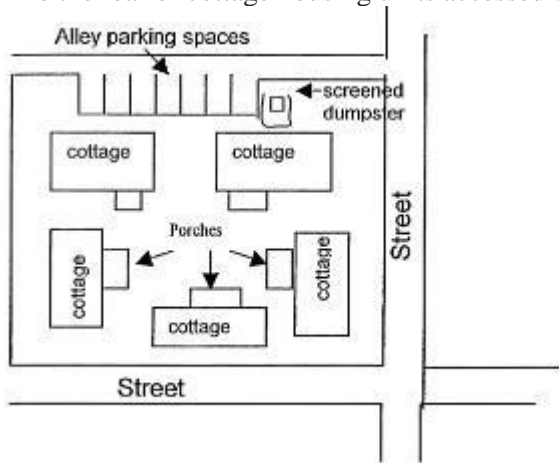 Alley parking spaces
screened
dumpster
cottage
cottage
Street
Porches
cottage
cottage
cottage
Street